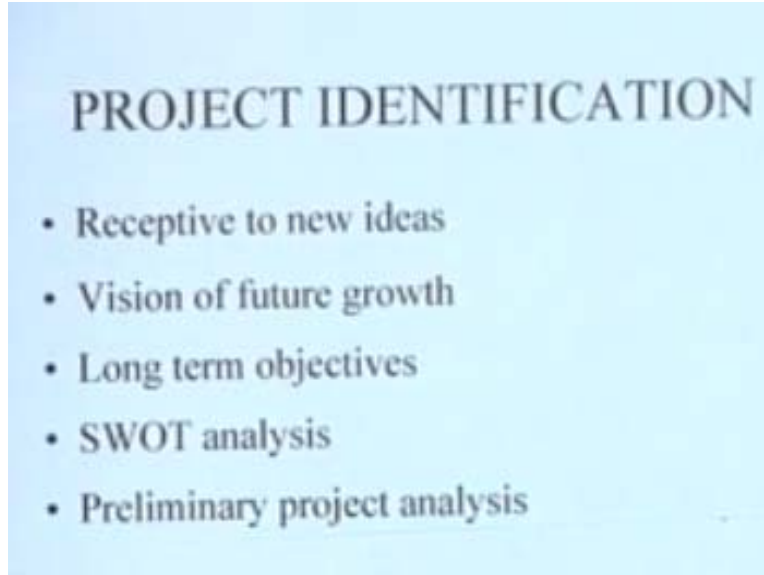 PROJECT IDENTIFICATION
• Receptive to new ideas
• Vision of future growth
• Long term objectives
• SWOT analysis
• Preliminary project analysis